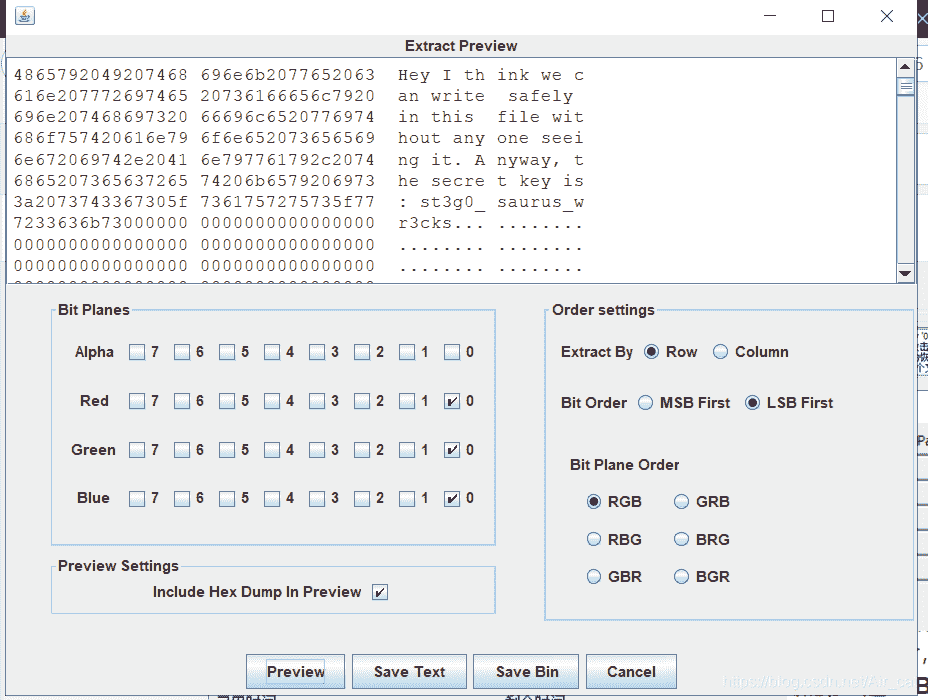 Extract Preview
4865792049207468 696e6b2077652063 Hey I th ink we c
616e207772697465 20736166656c7920 an write safely
696e207468697320 66696c6520776974 in this file wit
686f757420616e79 6f6e652073656569 hout any one seei
6e672069742e2041 6e797761792c2074 ng it. A nyway, t
6865207365637265 74206b6579206973 he secre t key is
3a2073743367305f 7361757275735f77 : st3g0_ saurus_w
7233636b73000000 0000000000000000 r3cks... ........
0000000000000000 0000000000000000 ........ ........
0000000000000000 0000000000000000 ........ ........
Bit Planes
Alpha 7 6 5 4 3 2 1 0
Red 7 6 5 4 3 2 1 0
Green 7 6 5 4 3 2 1 0
Blue 7 6 5 4 3 2 1 0
Preview Settings
Include Hex Dump In Preview
Order settings
Extract By Row Column
Bit Order MSB First LSB First
Bit Plane Order
RGB GRB
RBG BRG
GBR BGR
Preview Save Text Save Bin Cancel